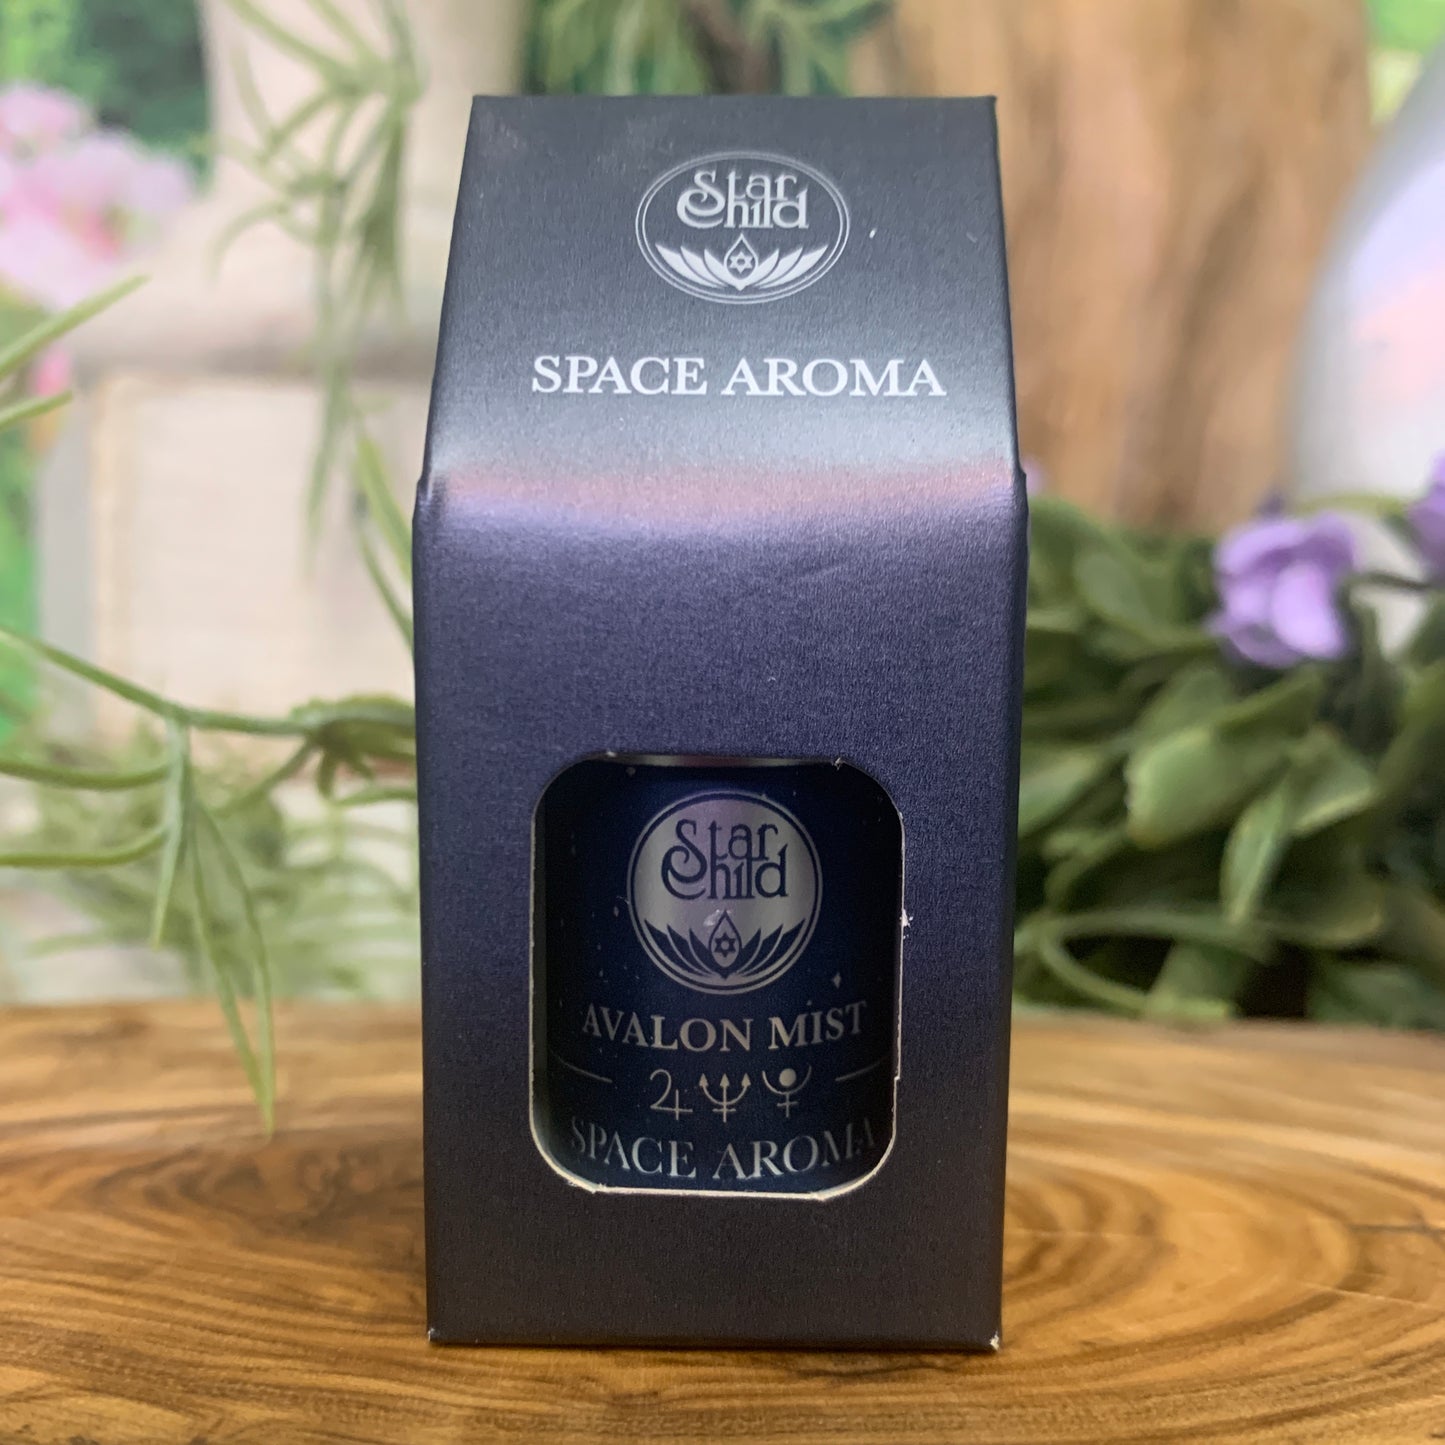 Star
Child
SPACE AROMA
Star
Child
AVALON MIST
♃ ♆ ⯓
SPACE AROMA